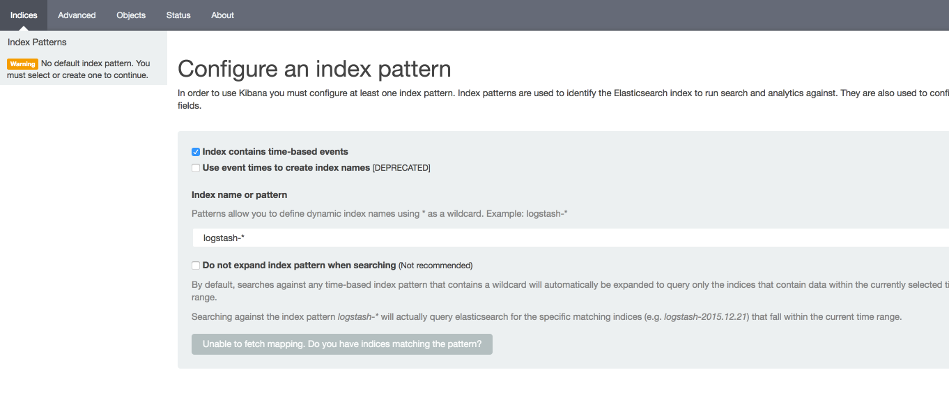 Indices Advanced Objects Status About
Index Patterns
Warning No default index pattern. You
must select or create one to continue.
Configure an index pattern
In order to use Kibana you must configure at least one index pattern. Index patterns are used to identify the Elasticsearch index to run search and analytics against. They are also used to confi
fields.
Index contains time-based events
Use event times to create index names [DEPRECATED]
Index name or pattern
Patterns allow you to define dynamic index names using * as a wildcard. Example: logstash-*
logstash-*
Do not expand index pattern when searching (Not recommended)
By default, searches against any time-based index pattern that contains a wildcard will automatically be expanded to query only the indices that contain data within the currently selected ti
range.
Searching against the index pattern logstash-* will actually query elasticsearch for the specific matching indices (e.g. logstash-2015.12.21) that fall within the current time range.
Unable to fetch mapping. Do you have indices matching the pattern?